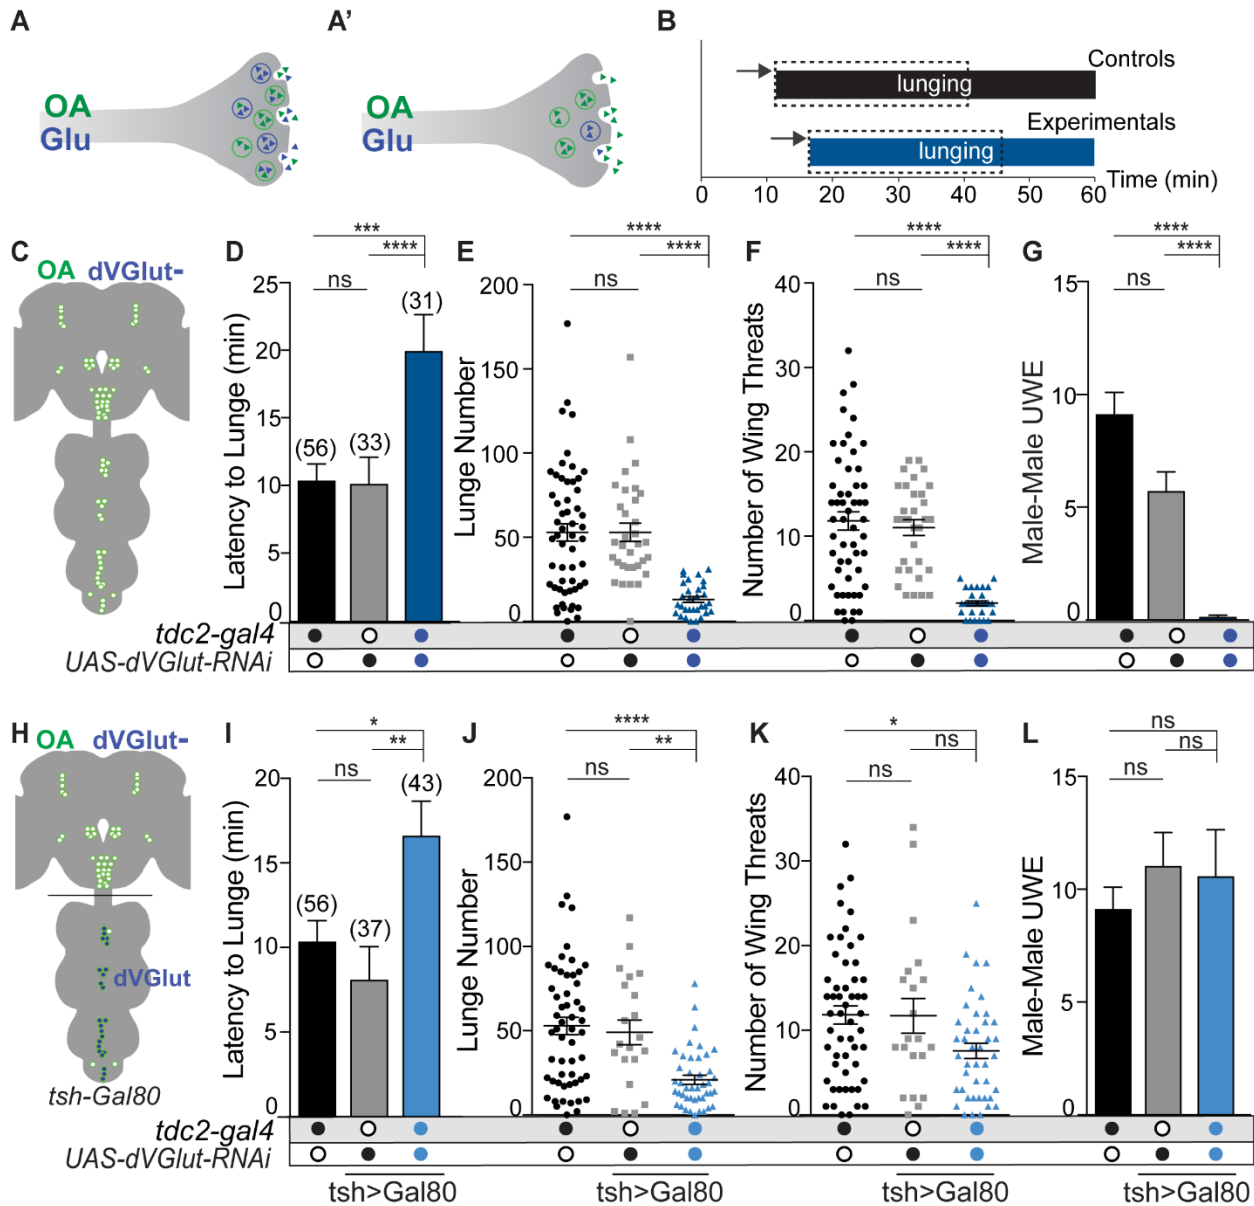 A
OA
Glu
A'
OA
Glu
B
Controls
lunging
Experimentals
lunging
0 10 20 30 40 50 60
Time (min)
C
OA dVGlut-
D
*** 
****
ns
(56) (33) (31)
Latency to Lunge (min)
25
20
15
10
5
0
E
****
****
ns
Lunge Number
200
150
100
50
0
F
****
****
ns
Number of Wing Threats
40
30
20
10
0
G
****
****
ns
Male-Male UWE
15
10
5
0
tdc2-gal4
UAS-dVGlut-RNAi
H
OA dVGlut-
dVGlut
tsh-Gal80
I
*
**
ns
(56) (37) (43)
Latency to Lunge (min)
20
15
10
5
0
J
****
**
ns
Lunge Number
200
150
100
50
0
K
*
ns
ns
Number of Wing Threats
40
30
20
10
0
L
ns
ns
ns
Male-Male UWE
15
10
5
0
tdc2-gal4
UAS-dVGlut-RNAi
tsh>Gal80 tsh>Gal80 tsh>Gal80 tsh>Gal80